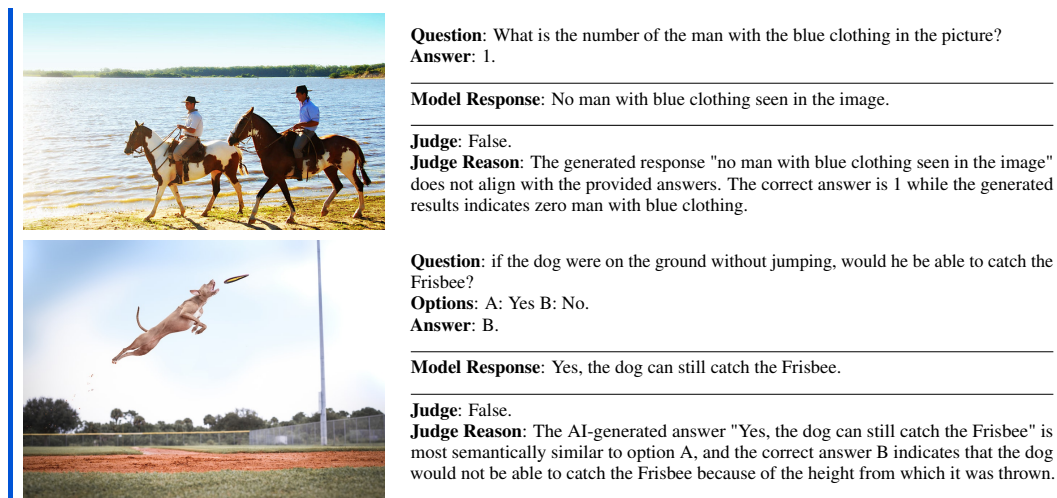 Question: What is the number of the man with the blue clothing in the picture?
Answer: 1.
Model Response: No man with blue clothing seen in the image.
Judge: False.
Judge Reason: The generated response "no man with blue clothing seen in the image"
does not align with the provided answers. The correct answer is 1 while the generated
results indicates zero man with blue clothing.
Question: if the dog were on the ground without jumping, would he be able to catch the
Frisbee?
Options: A: Yes B: No.
Answer: B.
Model Response: Yes, the dog can still catch the Frisbee.
Judge: False.
Judge Reason: The AI-generated answer "Yes, the dog can still catch the Frisbee" is
most semantically similar to option A, and the correct answer B indicates that the dog
would not be able to catch the Frisbee because of the height from which it was thrown.